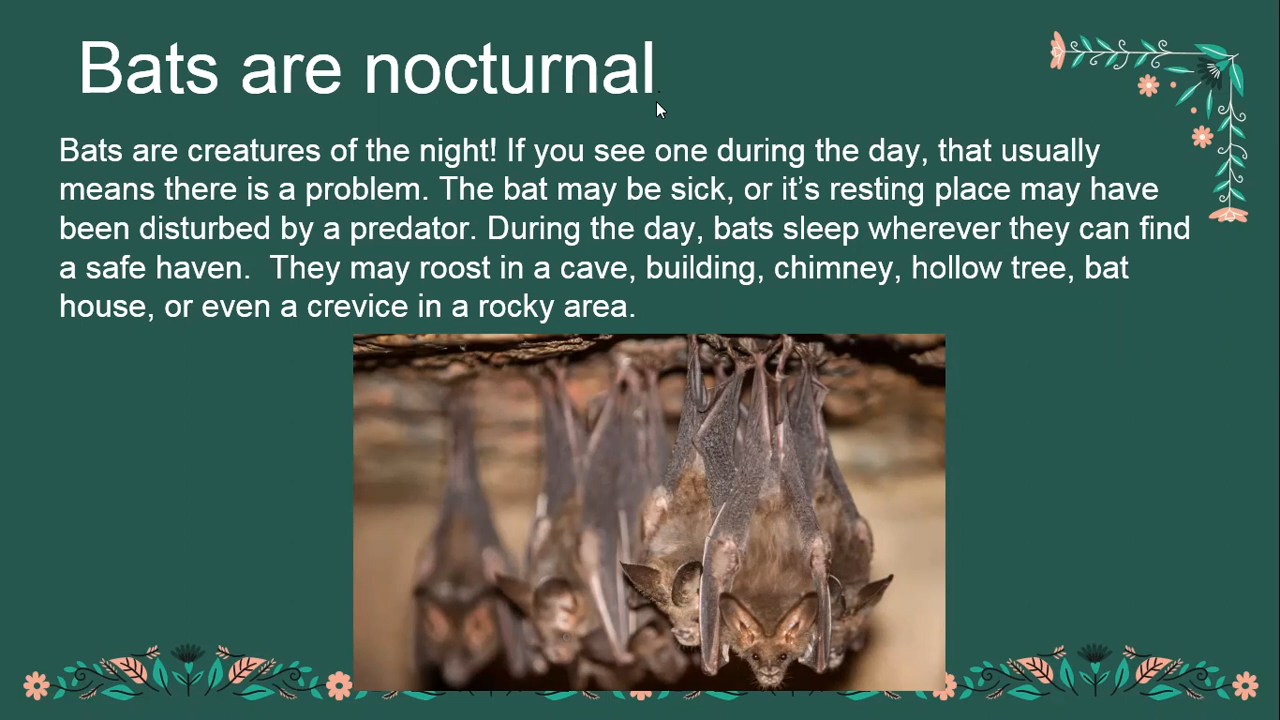 Bats are nocturnal
Bats are creatures of the night! If you see one during the day, that usually
means there is a problem. The bat may be sick, or it’s resting place may have
been disturbed by a predator. During the day, bats sleep wherever they can find
a safe haven.  They may roost in a cave, building, chimney, hollow tree, bat
house, or even a crevice in a rocky area.